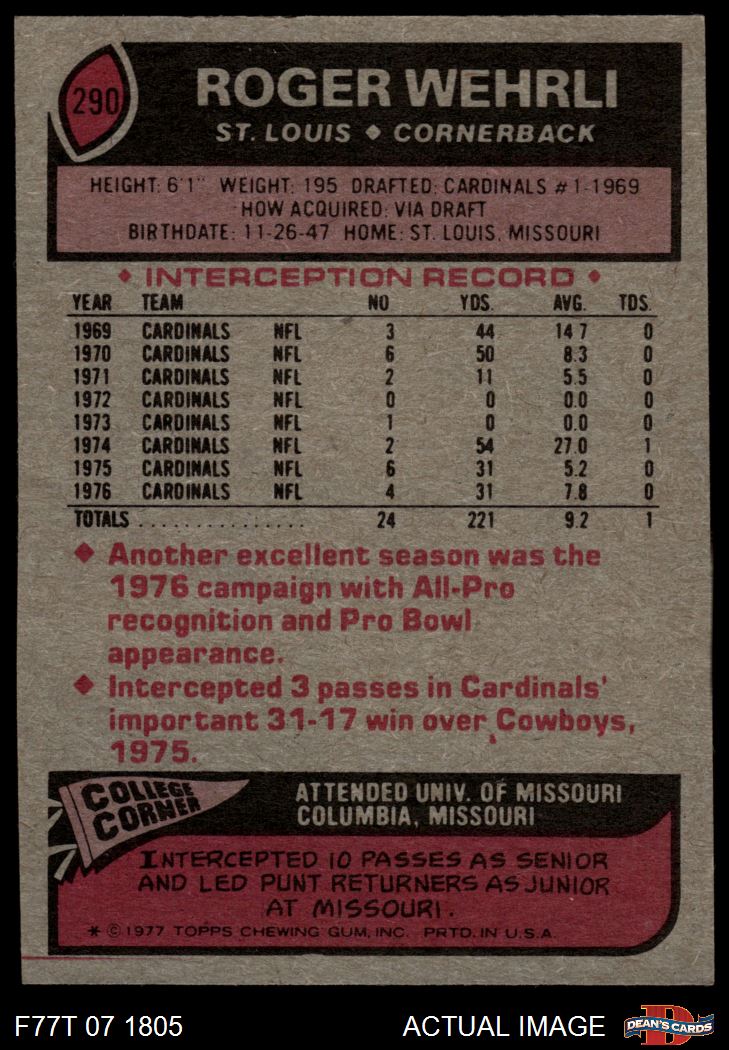 290
ROGER WEHRLI
ST. LOUIS ◆ CORNERBACK
HEIGHT: 6'1" WEIGHT: 195 DRAFTED: CARDINALS #1-1969
HOW ACQUIRED: VIA DRAFT
BIRTHDATE: 11-26-47 HOME: ST. LOUIS, MISSOURI
◆ INTERCEPTION RECORD ◆
YEAR TEAM NO YDS. AVG. TDS.
1969 CARDINALS NFL 3 44 14 7 0
1970 CARDINALS NFL 6 50 8.3 0
1971 CARDINALS NFL 2 11 5.5 0
1972 CARDINALS NFL 0 0 0.0 0
1973 CARDINALS NFL 1 0 0.0 0
1974 CARDINALS NFL 2 54 27.0 1
1975 CARDINALS NFL 6 31 5.2 0
1976 CARDINALS NFL 4 31 7.8 0
TOTALS ................ 24 221 9.2 1
◆ Another excellent season was the
1976 campaign with All-Pro
recognition and Pro Bowl
appearance.
◆ Intercepted 3 passes in Cardinals'
important 31-17 win over Cowboys,
1975.
COLLEGE
CORNER
ATTENDED UNIV. OF MISSOURI
COLUMBIA, MISSOURI
INTERCEPTED 10 PASSES AS SENIOR
AND LED PUNT RETURNERS AS JUNIOR
AT MISSOURI.
* © 1977 TOPPS CHEWING GUM, INC. PRTD. IN U.S.A.
F77T 07 1805 ACTUAL IMAGE
DEAN'S CARDS